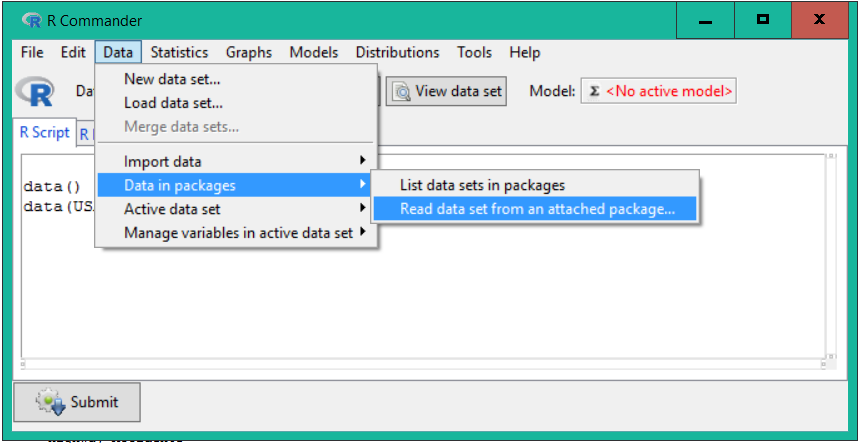 R R Commander
File Edit Data Statistics Graphs Models Distributions Tools Help
R Da View data set Model: Σ <No active model>
New data set...
Load data set...
Merge data sets...
R Script R
Import data
data() Data in packages List data sets in packages
data(US Active data set Read data set from an attached package...
Manage variables in active data set
Submit